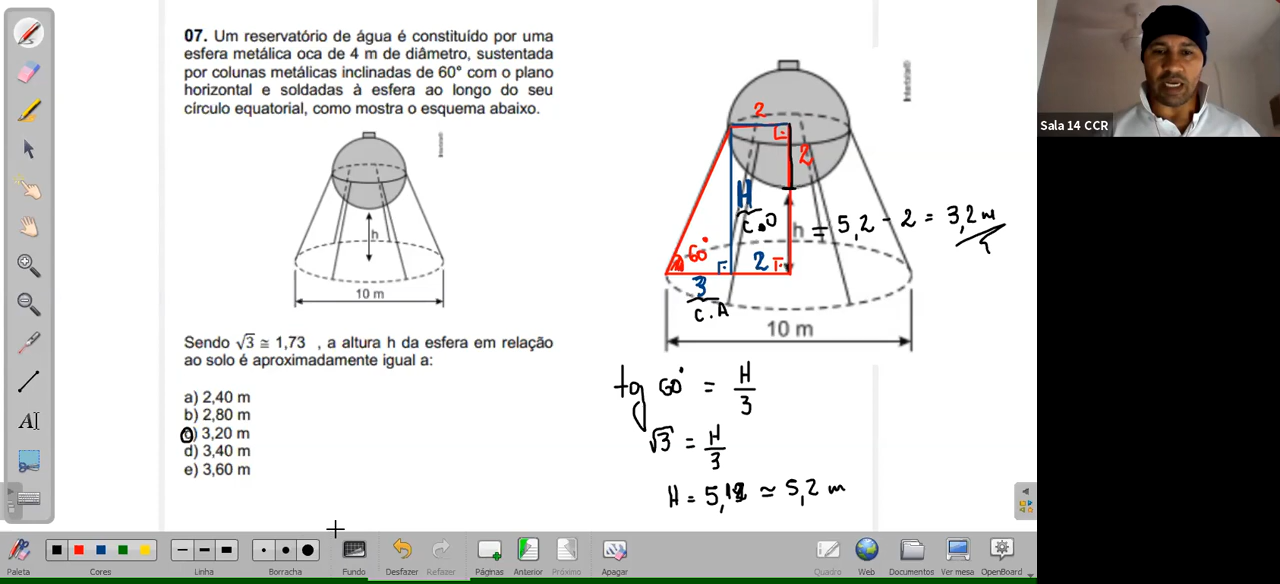 07. Um reservatório de água é constituído por uma
esfera metálica oca de 4 m de diâmetro, sustentada
por colunas metálicas inclinadas de 60° com o plano
horizontal e soldadas à esfera ao longo do seu
círculo equatorial, como mostra o esquema abaixo.
h
10 m
Sendo √3 ≅ 1,73 , a altura h da esfera em relação
ao solo é aproximadamente igual a:
a) 2,40 m
b) 2,80 m
c) 3,20 m
d) 3,40 m
e) 3,60 m
2
2
H
C.O
h = 5,2 - 2 = 3,2 m
60°
2
3
C.A
10 m
tg 60° = H/3
√3 = H/3
H = 5,19 ≃ 5,2 m
Sala 14 CCR
Paleta
Cores
Linha
Borracha
Fundo
Desfazer
Refazer
Páginas
Anterior
Próximo
Apagar
Quadro
Web
Documentos
Ver mesa
OpenBoard